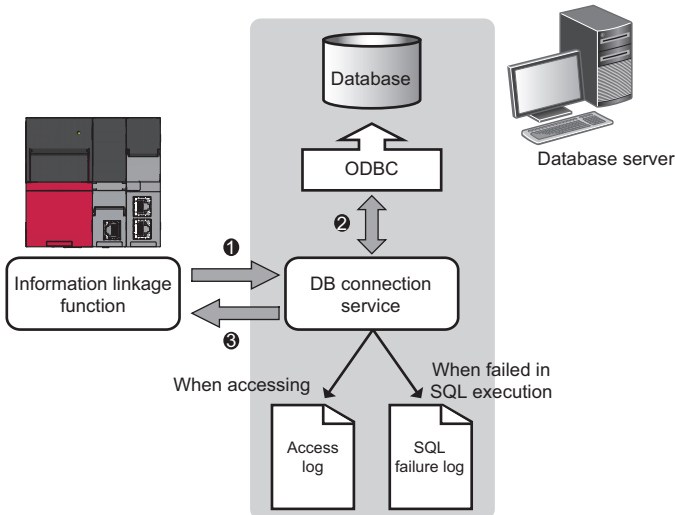 Database
Database server
ODBC
❷
❶
Information linkage
function
DB connection
service
❸
When accessing
When failed in
SQL execution
Access
log
SQL
failure log